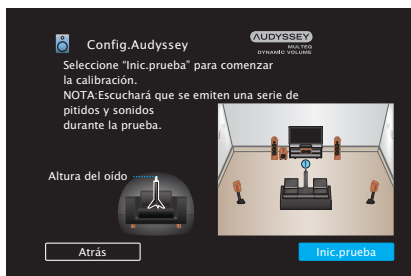 Config.Audyssey
AUDYSSEY
MULTEQ
DYNAMIC VOLUME
Seleccione "Inic.prueba" para comenzar
la calibración.
NOTA:Escuchará que se emiten una serie de
pitidos y sonidos
durante la prueba.
Altura del oído
Atrás
Inic.prueba